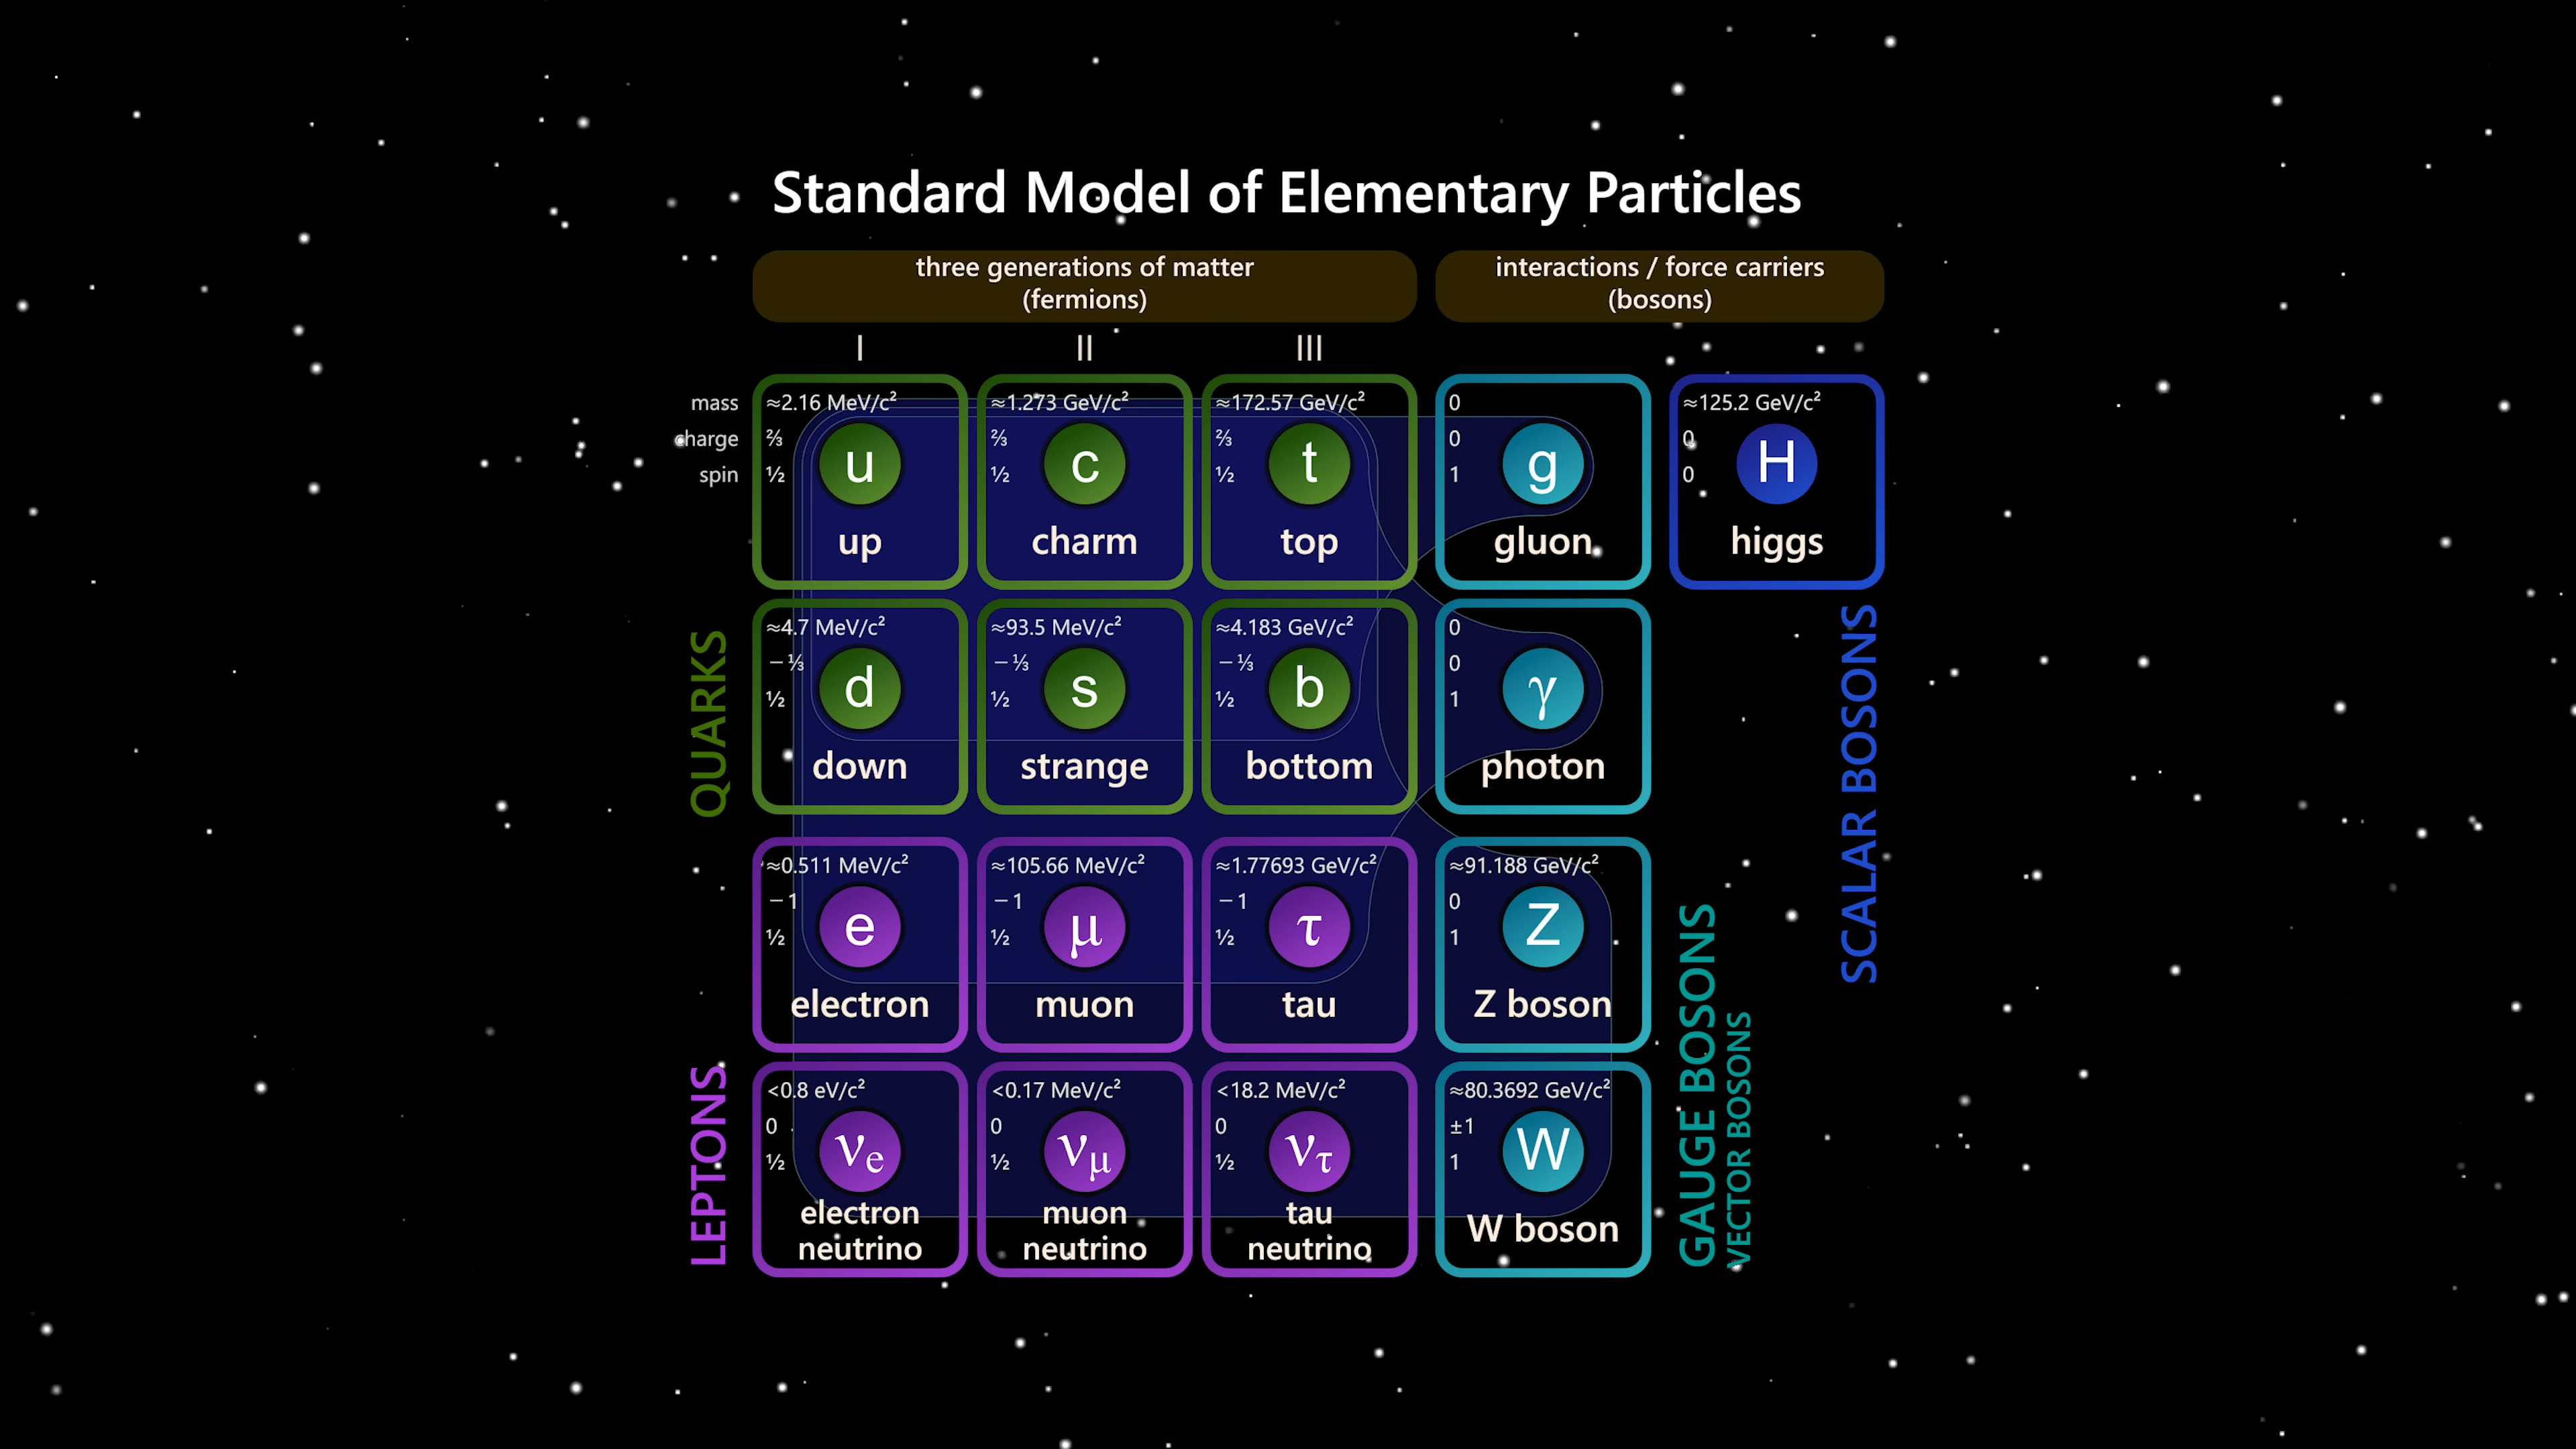 Standard Model of Elementary Particles
three generations of matter
(fermions)
interactions / force carriers
(bosons)
I
II
III
mass
charge
spin
≈2.16 MeV/c²
⅔
½
u
up
≈1.273 GeV/c²
⅔
½
c
charm
≈172.57 GeV/c²
⅔
½
t
top
0
0
1
g
gluon
≈125.2 GeV/c²
0
0
H
higgs
QUARKS
≈4.7 MeV/c²
−⅓
½
d
down
≈93.5 MeV/c²
−⅓
½
s
strange
≈4.183 GeV/c²
−⅓
½
b
bottom
0
0
1
γ
photon
SCALAR BOSONS
LEPTONS
≈0.511 MeV/c²
−1
½
e
electron
≈105.66 MeV/c²
−1
½
μ
muon
≈1.77693 GeV/c²
−1
½
τ
tau
≈91.188 GeV/c²
0
1
Z
Z boson
<0.8 eV/c²
0
½
νe
electron
neutrino
<0.17 MeV/c²
0
½
νμ
muon
neutrino
<18.2 MeV/c²
0
½
ντ
tau
neutrino
≈80.3692 GeV/c²
±1
1
W
W boson
GAUGE BOSONS
VECTOR BOSONS